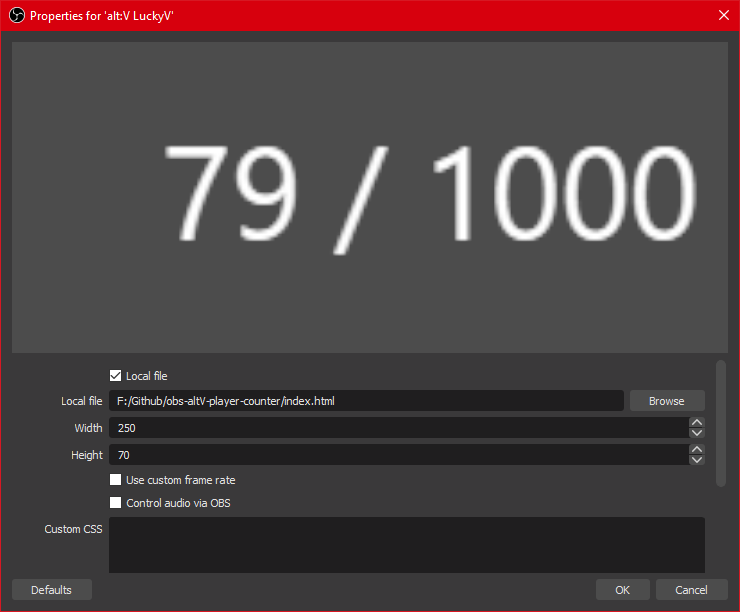 Properties for 'alt:V LuckyV'
79 / 1000
Local file
Local file F:/Github/obs-altV-player-counter/index.html Browse
Width 250
Height 70
Use custom frame rate
Control audio via OBS
Custom CSS
Defaults OK Cancel